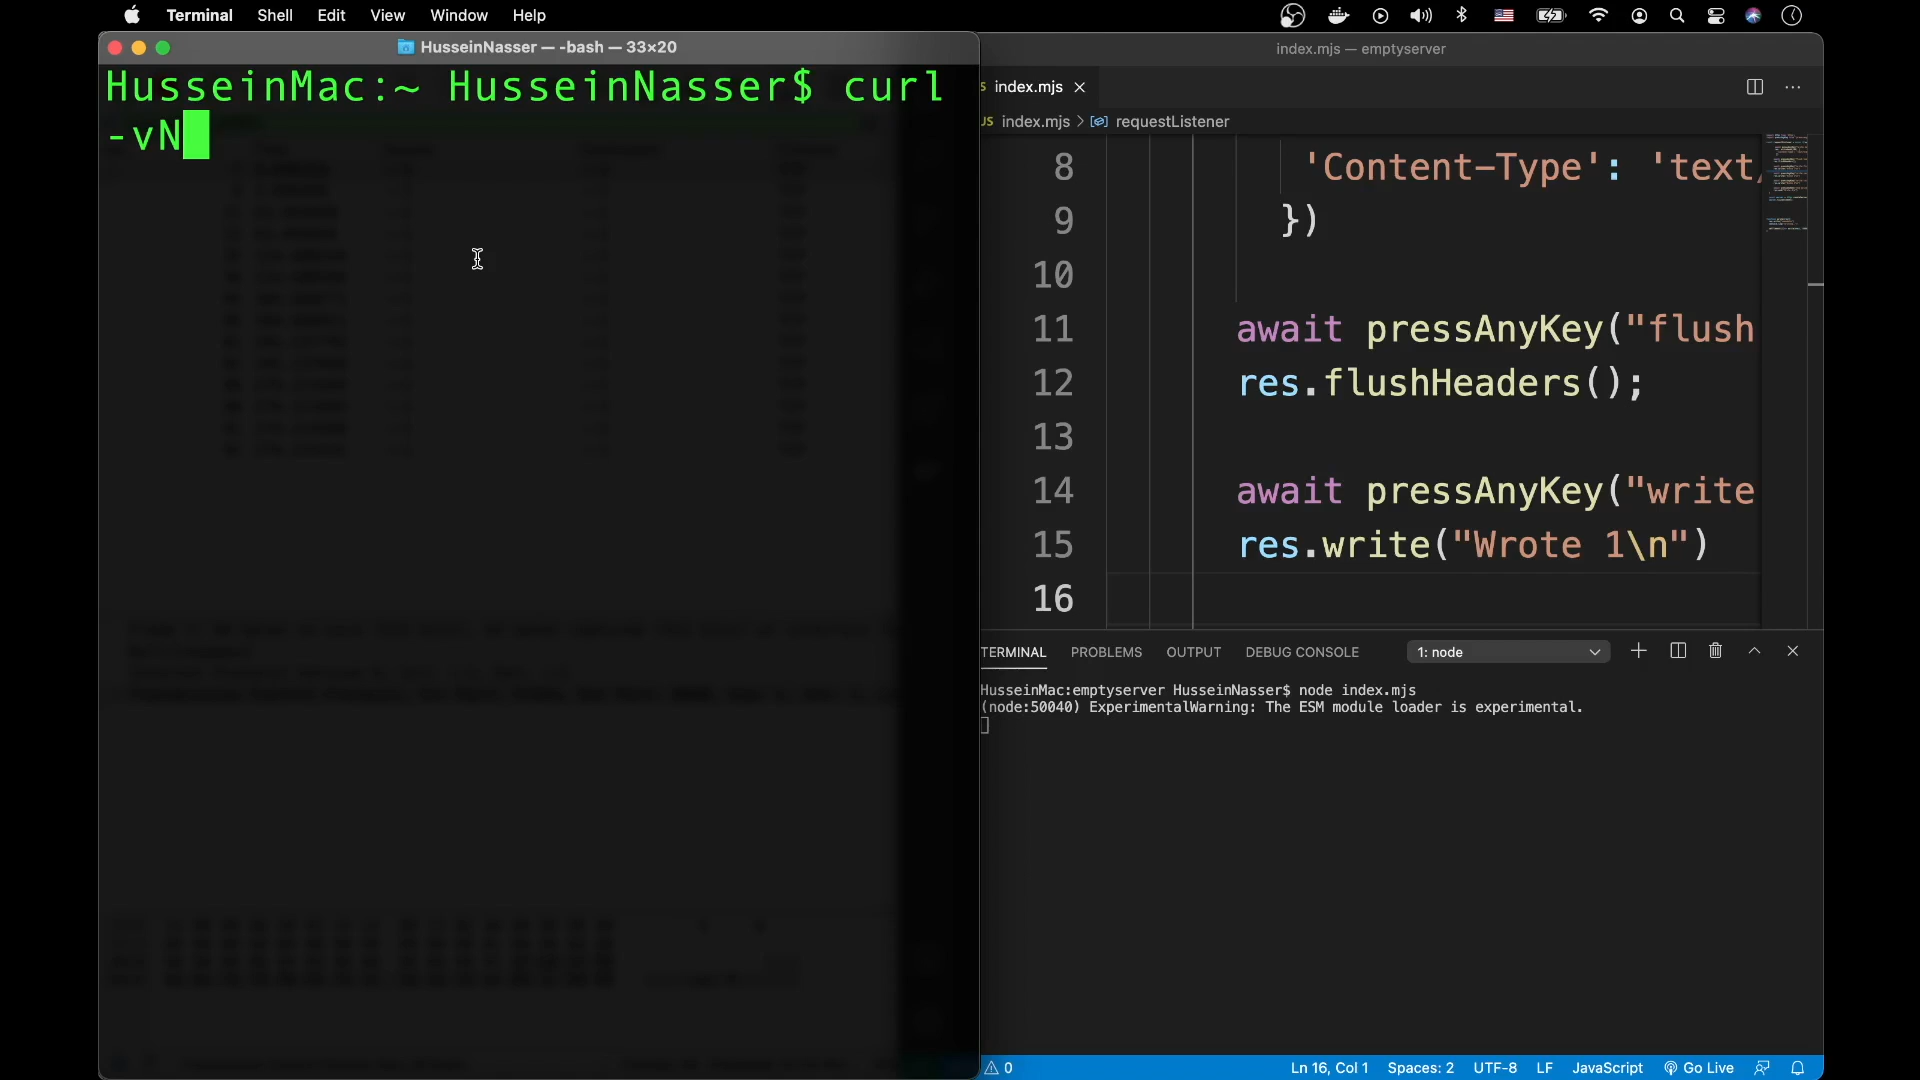 Terminal Shell Edit View Window Help
HusseinNasser — -bash — 33×20
HusseinMac:~ HusseinNasser$ curl
-vN
index.mjs — emptyserver
index.mjs
JS index.mjs > requestListener
8 'Content-Type': 'text/
9 })
10
11 await pressAnyKey("flush
12 res.flushHeaders();
13
14 await pressAnyKey("write
15 res.write("Wrote 1\n")
16
TERMINAL PROBLEMS OUTPUT DEBUG CONSOLE 1: node
HusseinMac:emptyserver HusseinNasser$ node index.mjs
(node:50040) ExperimentalWarning: The ESM module loader is experimental.
0 Ln 16, Col 1 Spaces: 2 UTF-8 LF JavaScript Go Live